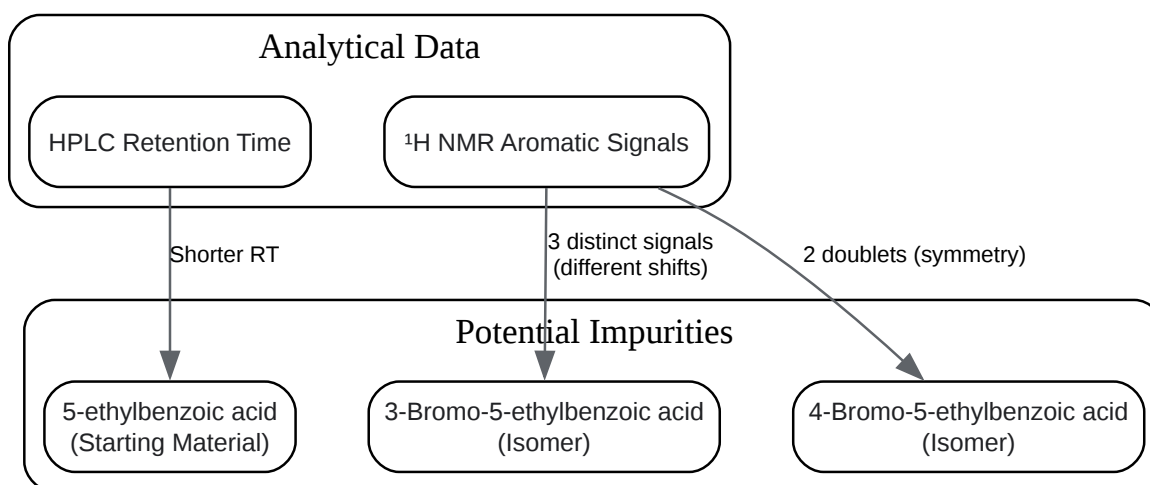 Analytical Data
HPLC Retention Time
¹H NMR Aromatic Signals
Shorter RT
3 distinct signals
(different shifts)
2 doublets (symmetry)
Potential Impurities
5-ethylbenzoic acid
(Starting Material)
3-Bromo-5-ethylbenzoic acid
(Isomer)
4-Bromo-5-ethylbenzoic acid
(Isomer)